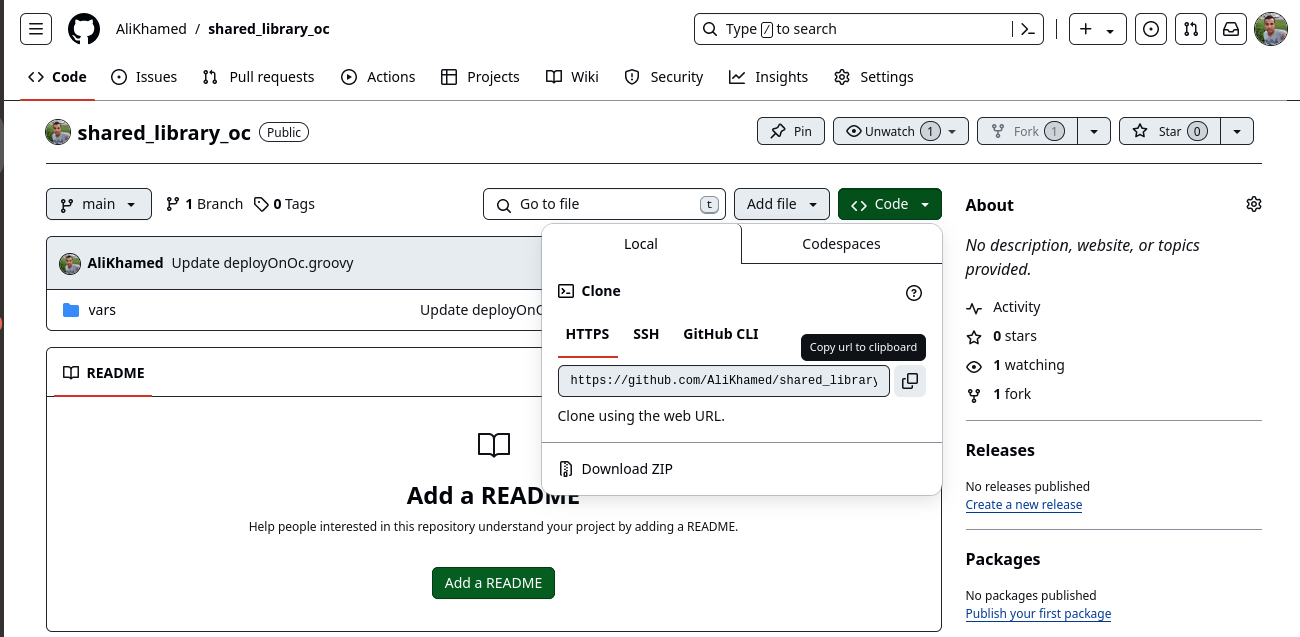 AliKhamed / shared_library_oc
Type / to search
Code Issues Pull requests Actions Projects Wiki Security Insights Settings
shared_library_oc Public
Pin Unwatch 1 Fork 1 Star 0
main 1 Branch 0 Tags
Go to file t Add file Code
AliKhamed Update deployOnOc.groovy
vars Update deployOnO
README
Add a README
Help people interested in this repository understand your project by adding a README.
Add a README
Local Codespaces
Clone
HTTPS SSH GitHub CLI
Copy url to clipboard
https://github.com/AliKhamed/shared_library
Clone using the web URL.
Download ZIP
About
No description, website, or topics
provided.
Activity
0 stars
1 watching
1 fork
Releases
No releases published
Create a new release
Packages
No packages published
Publish your first package